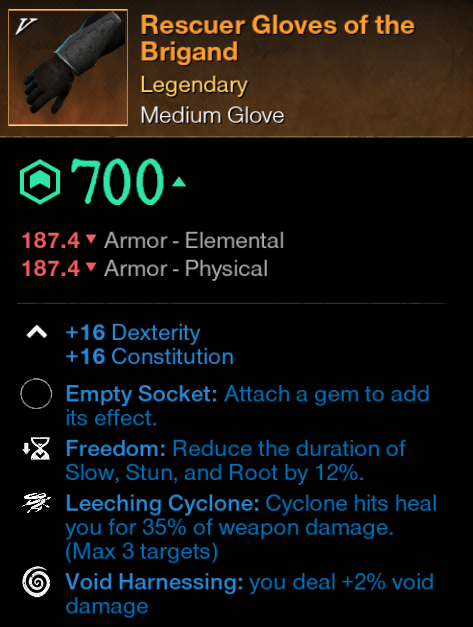 V
Rescuer Gloves of the
Brigand
Legendary
Medium Glove
700
187.4 Armor - Elemental
187.4 Armor - Physical
+16 Dexterity
+16 Constitution
Empty Socket: Attach a gem to add
its effect.
Freedom: Reduce the duration of
Slow, Stun, and Root by 12%.
Leeching Cyclone: Cyclone hits heal
you for 35% of weapon damage.
(Max 3 targets)
Void Harnessing: you deal +2% void
damage